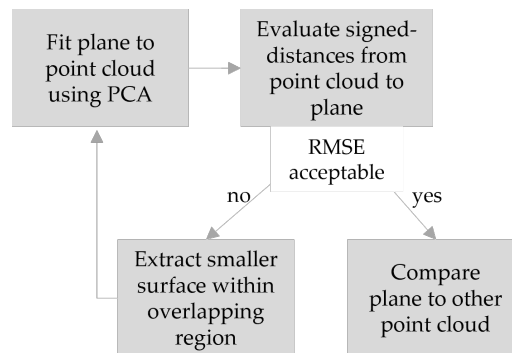 Fit plane to
point cloud
using PCA
Evaluate signed-
distances from
point cloud to
plane
RMSE
acceptable
no
yes
Extract smaller
surface within
overlapping
region
Compare
plane to other
point cloud